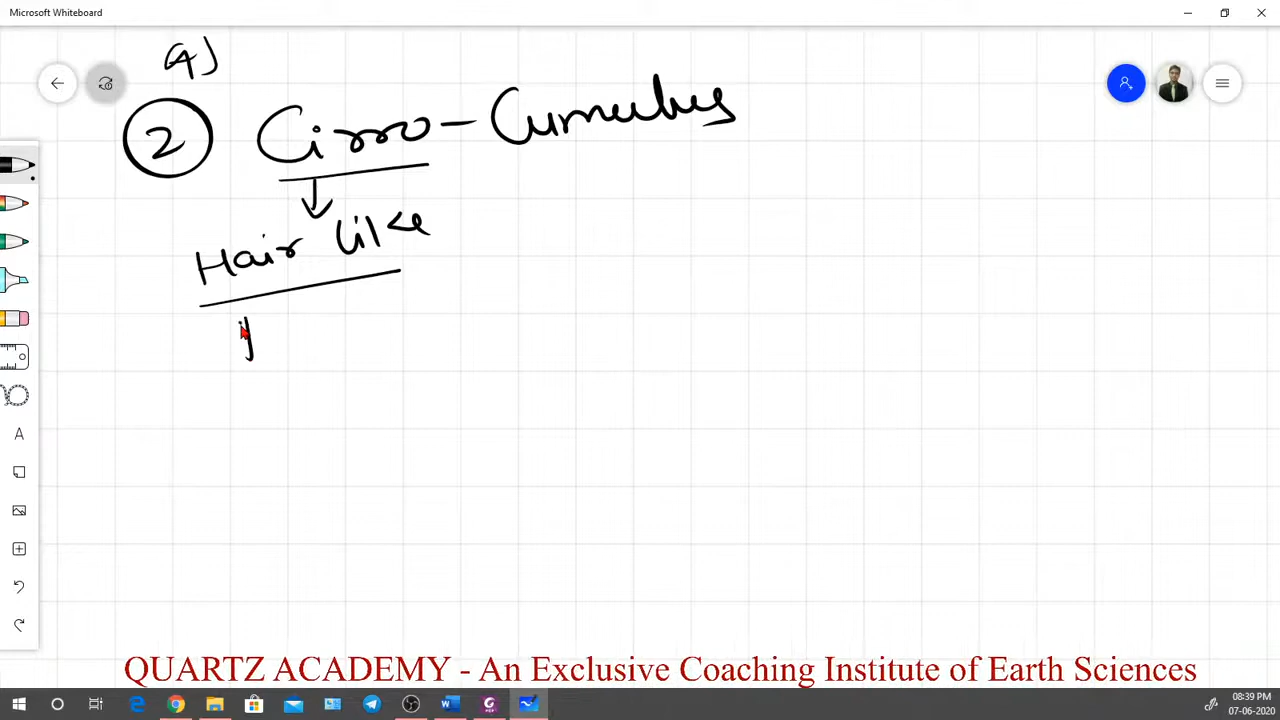 Microsoft Whiteboard
a)
2 Cirro-Cumulus
Hair like
A
QUARTZ ACADEMY - An Exclusive Coaching Institute of Earth Sciences
08:39 PM
07-06-2020